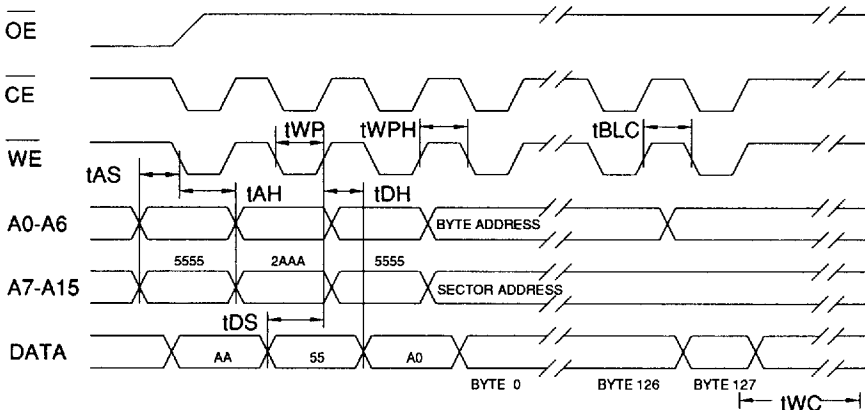 OE
CE
tWP tWPH tBLC
WE
tAS
tAH tDH
A0-A6 BYTE ADDRESS
5555 2AAA 5555
A7-A15 SECTOR ADDRESS
tDS
DATA AA 55 A0
BYTE 0 BYTE 126 BYTE 127
tWC